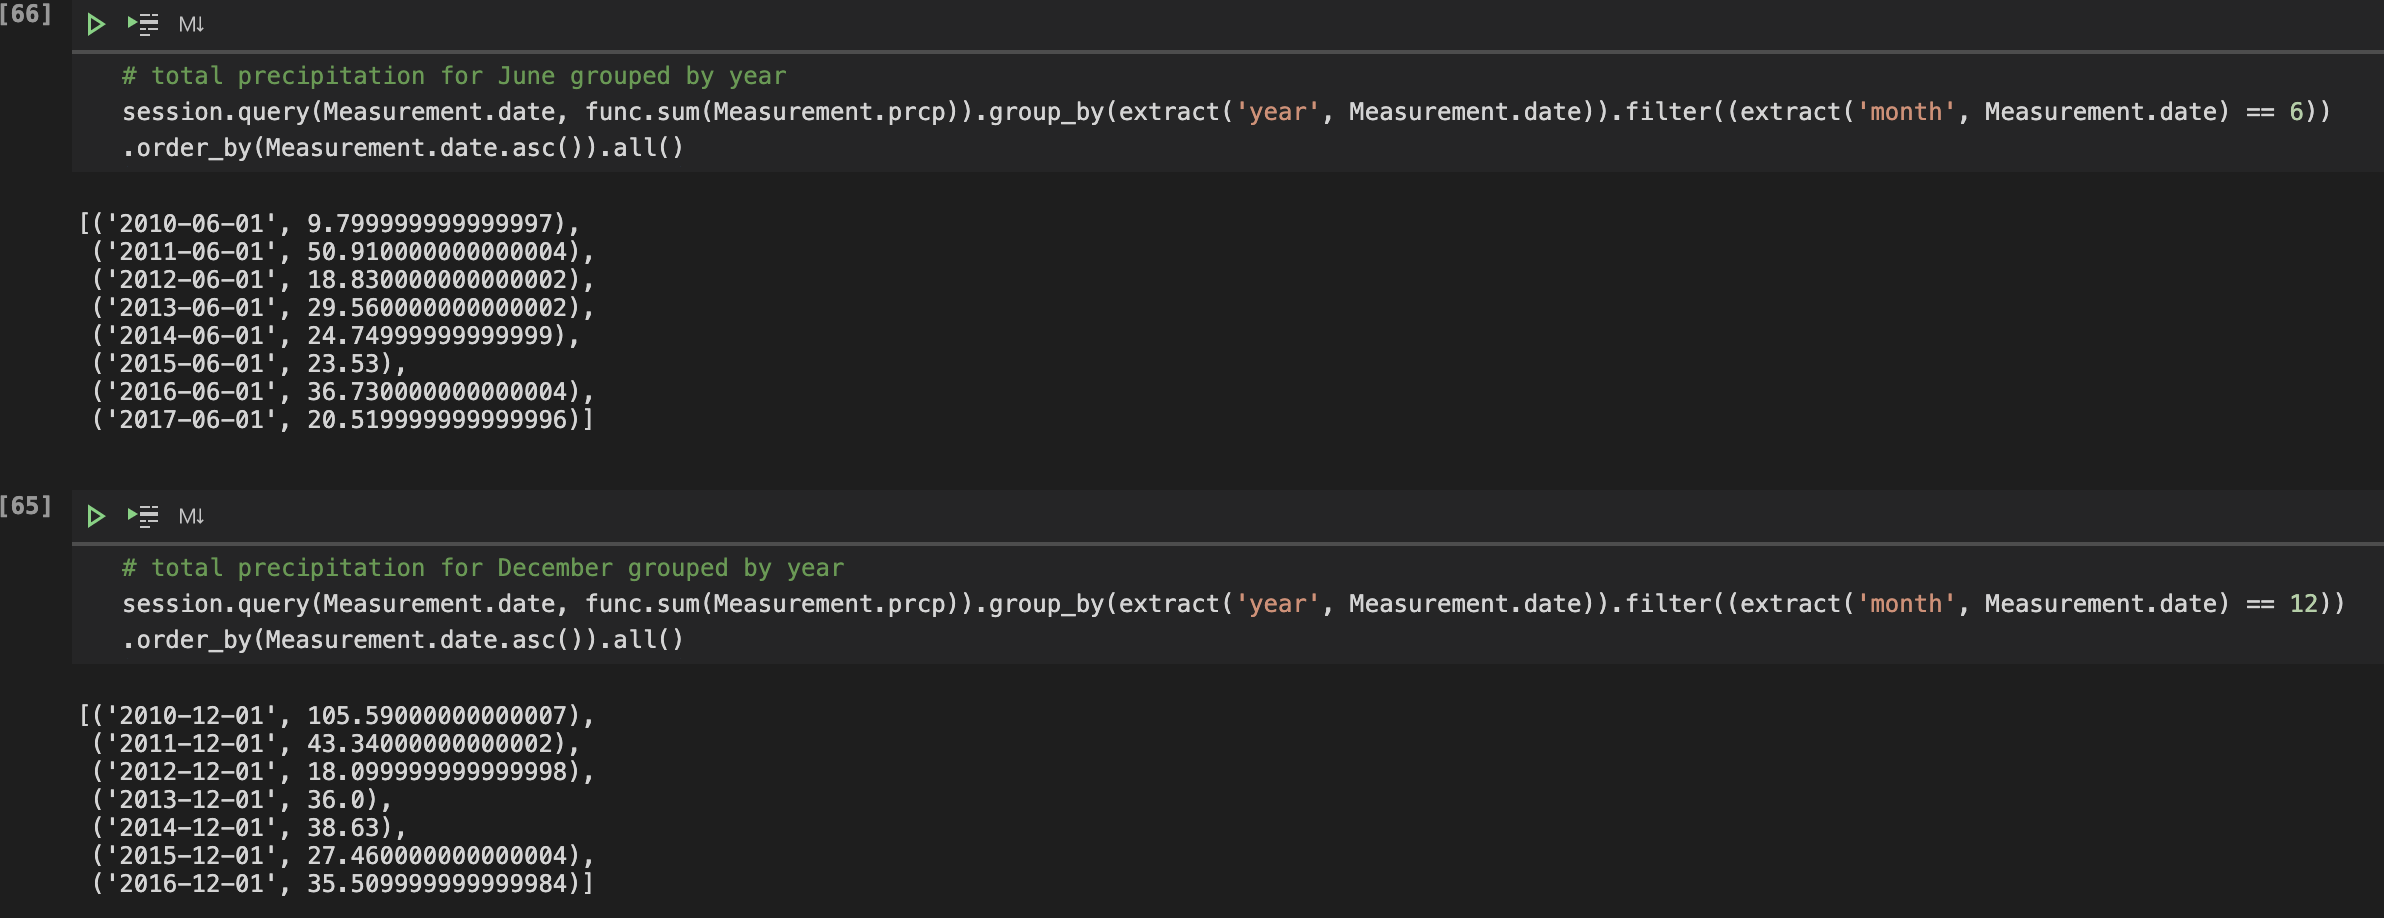 [66]
M↓
# total precipitation for June grouped by year
session.query(Measurement.date, func.sum(Measurement.prcp)).group_by(extract('year', Measurement.date)).filter((extract('month', Measurement.date) == 6))
.order_by(Measurement.date.asc()).all()
[('2010-06-01', 9.799999999999997),
('2011-06-01', 50.910000000000004),
('2012-06-01', 18.830000000000002),
('2013-06-01', 29.560000000000002),
('2014-06-01', 24.74999999999999),
('2015-06-01', 23.53),
('2016-06-01', 36.730000000000004),
('2017-06-01', 20.519999999999996)]
[65]
M↓
# total precipitation for December grouped by year
session.query(Measurement.date, func.sum(Measurement.prcp)).group_by(extract('year', Measurement.date)).filter((extract('month', Measurement.date) == 12))
.order_by(Measurement.date.asc()).all()
[('2010-12-01', 105.59000000000007),
('2011-12-01', 43.34000000000002),
('2012-12-01', 18.099999999999998),
('2013-12-01', 36.0),
('2014-12-01', 38.63),
('2015-12-01', 27.460000000000004),
('2016-12-01', 35.509999999999984)]